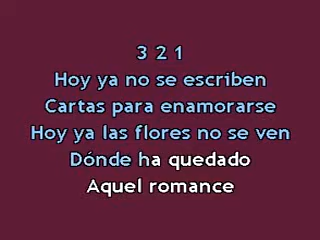 3 2 1
Hoy ya no se escriben
Cartas para enamorarse
Hoy ya las flores no se ven
Dónde ha quedado
Aquel romance